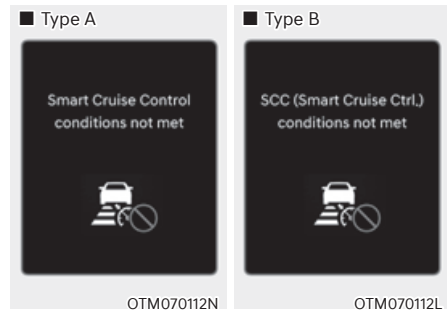 ■ Type A
Smart Cruise Control
conditions not met
OTM070112N
■ Type B
SCC (Smart Cruise Ctrl.)
conditions not met
OTM070112L